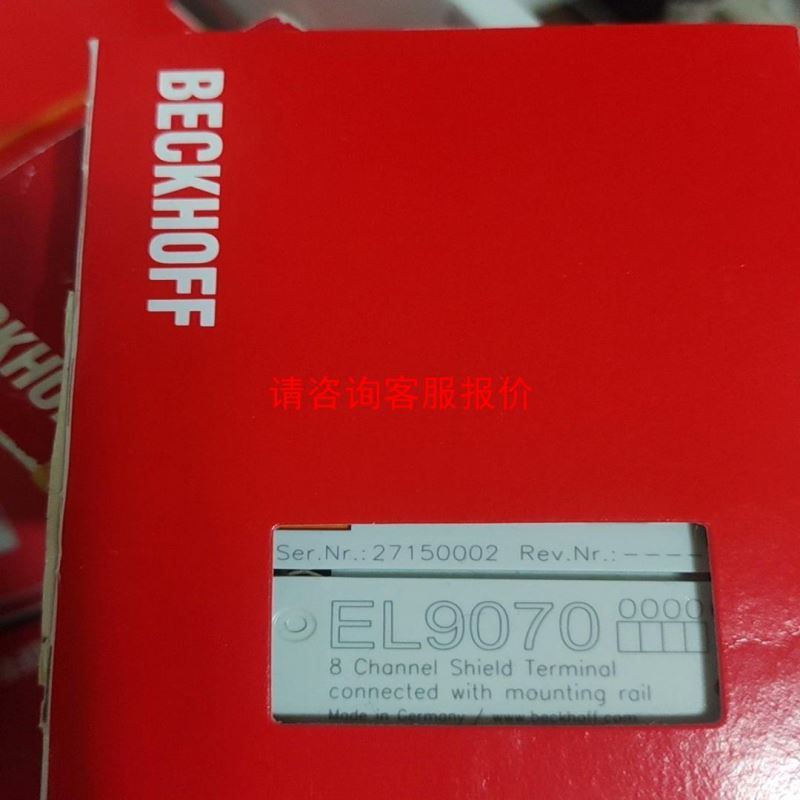 BECKHOFF
CKHO
请咨询客服报价
Ser.Nr.: 27150002 Rev.Nr.: ----
EL9070 0000
8 Channel Shield Terminal
connected with mounting rail
Made in Germany / www.beckhoff.com